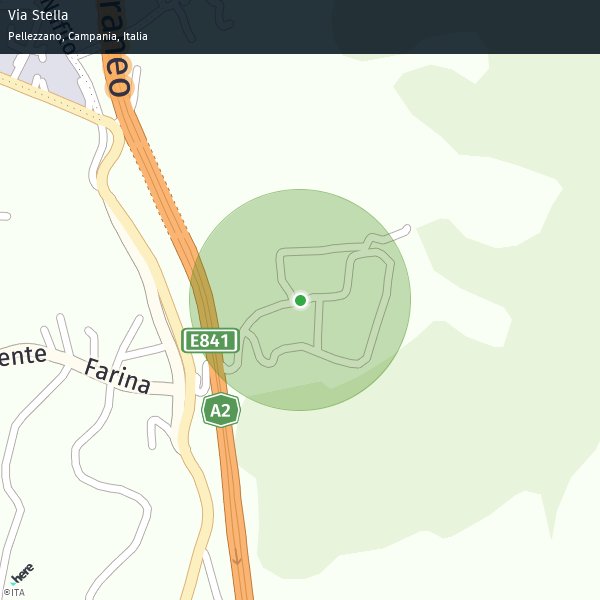 Via Stella
Pellezzano, Campania, Italia
raneo
E841
ente
Farina
A2
here
©ITA